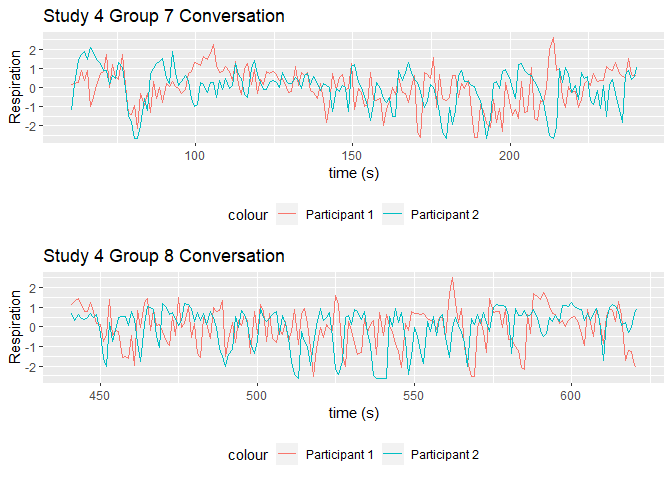 Study 4 Group 7 Conversation
Respiration
2
1
0
-1
-2
100
150
200
time (s)
colour Participant 1 Participant 2
Study 4 Group 8 Conversation
Respiration
2
1
0
-1
-2
450
500
550
600
time (s)
colour Participant 1 Participant 2